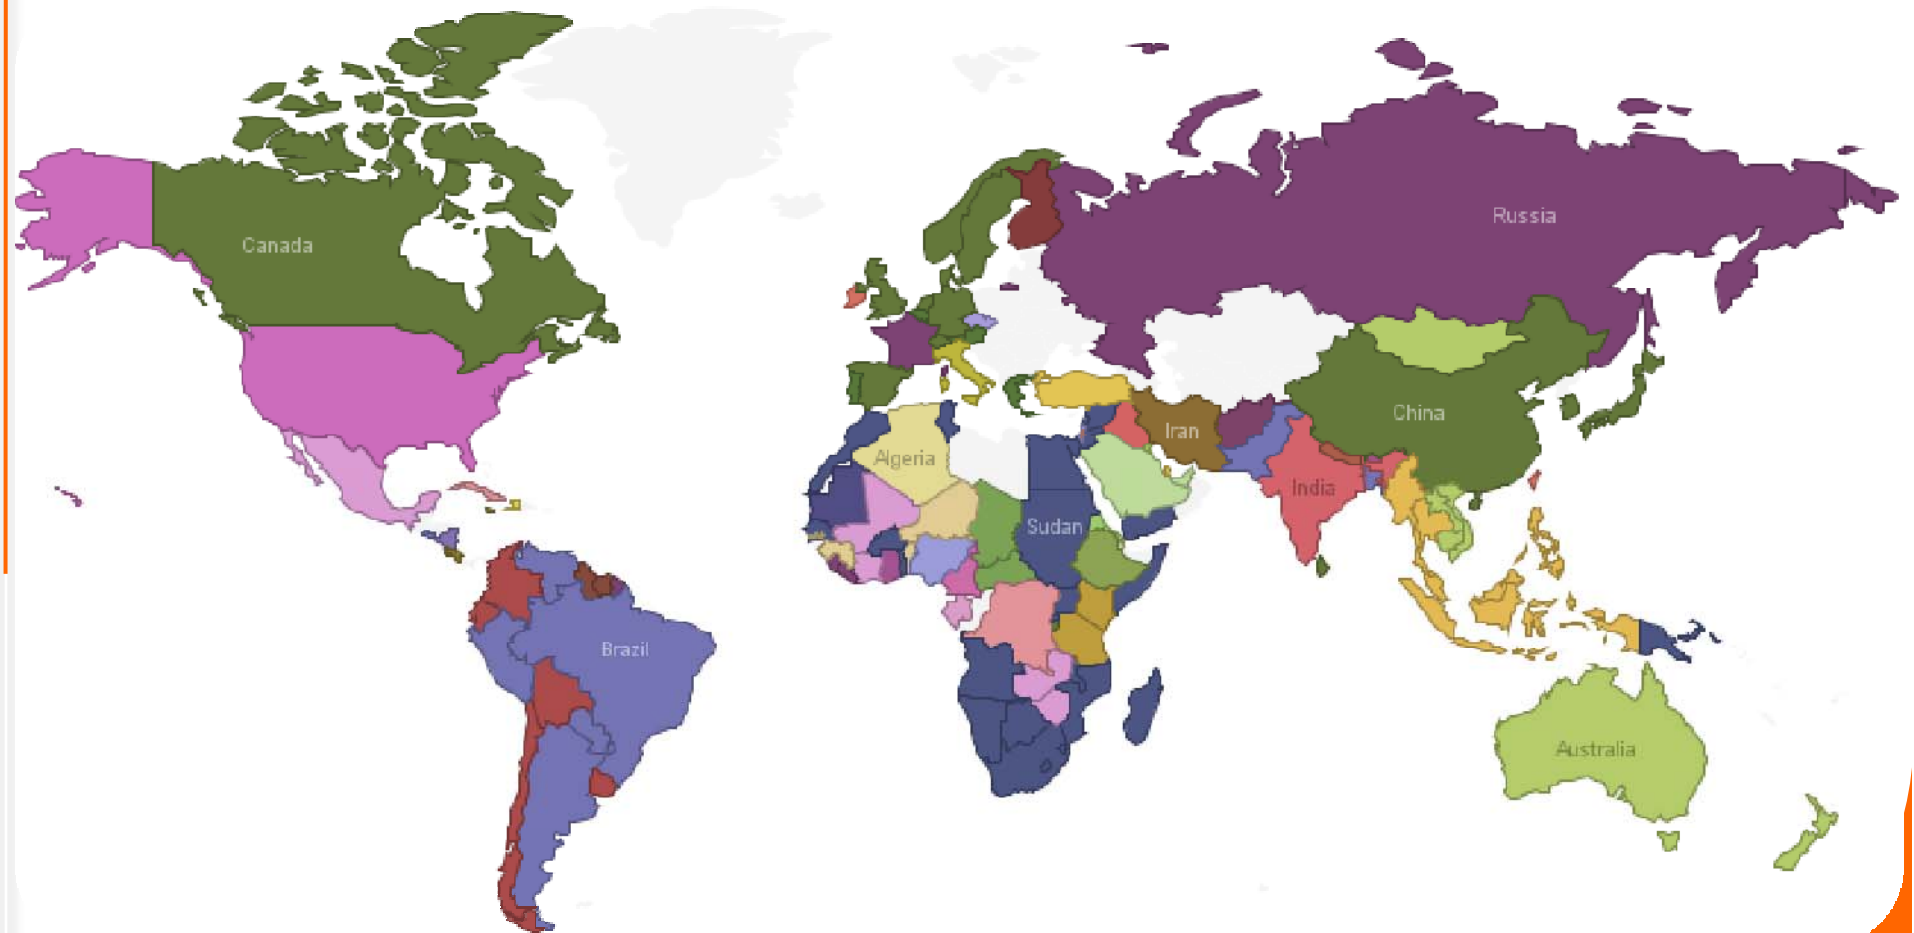 Canada
Russia
China
Iran
Algeria
India
Sudan
Brazil
Australia